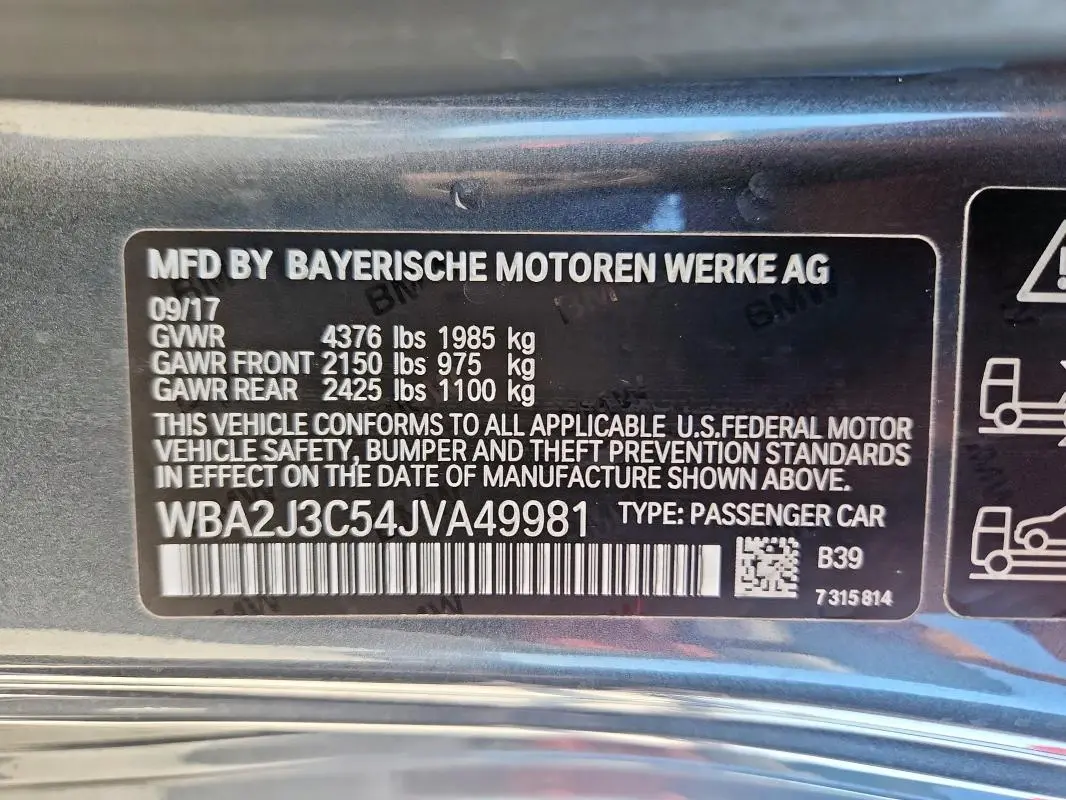 MFD BY BAYERISCHE MOTOREN WERKE AG
09/17
GVWR 4376 lbs 1985 kg
GAWR FRONT 2150 lbs 975 kg
GAWR REAR 2425 lbs 1100 kg
THIS VEHICLE CONFORMS TO ALL APPLICABLE U.S.FEDERAL MOTOR
VEHICLE SAFETY, BUMPER AND THEFT PREVENTION STANDARDS
IN EFFECT ON THE DATE OF MANUFACTURE SHOWN ABOVE.
WBA2J3C54JVA49981 TYPE: PASSENGER CAR
B39
7 315 814